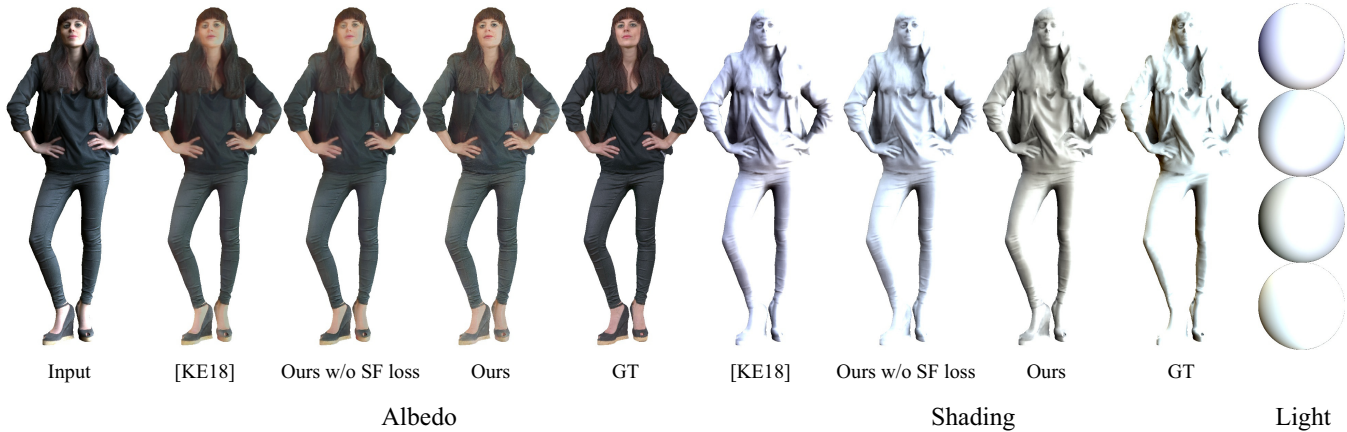 Input [KE18] Ours w/o SF loss Ours GT [KE18] Ours w/o SF loss Ours GT
Albedo Shading Light